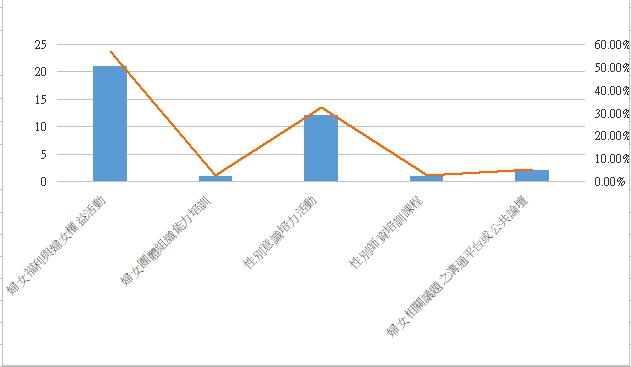 25
20
15
10
5
0
60.00%
50.00%
40.00%
30.00%
20.00%
10.00%
0.00%
婦女福利與婦女權益活動
婦女團體組識能力培訓
性別意識培力活動
性別師資培訓課程
婦女相關議題之溝通平台或公共論壇